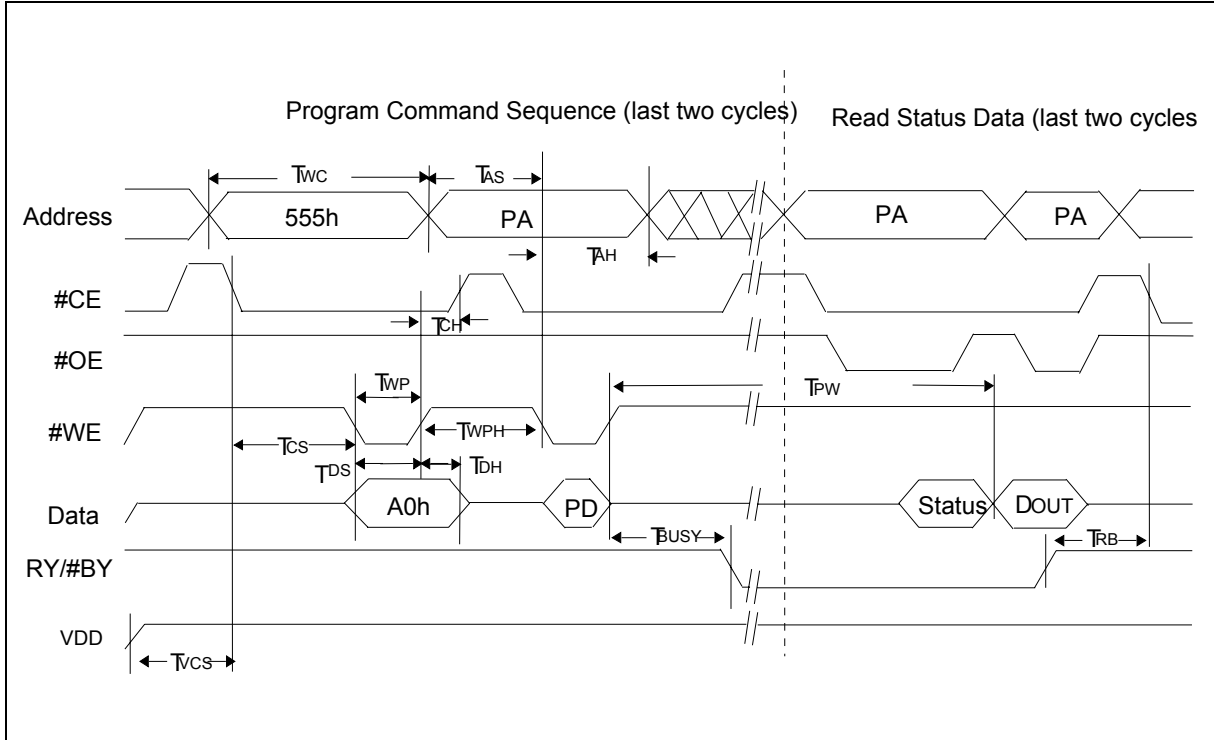 Program Command Sequence (last two cycles)
Read Status Data (last two cycles
TWC
TAS
Address
555h
PA
PA
PA
TAH
#CE
TCH
#OE
TWP
TPW
#WE
TWPH
TCS
TDS
TDH
Data
A0h
PD
Status
DOUT
TBUSY
TRB
RY/#BY
VDD
TVCS